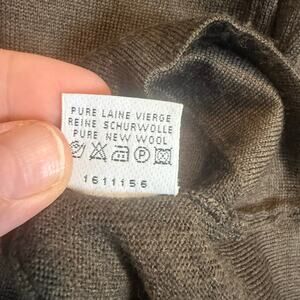 PURE LAINE VIERGE
REINE SCHURWOLLE
PURE NEW WOOL
P
1611156